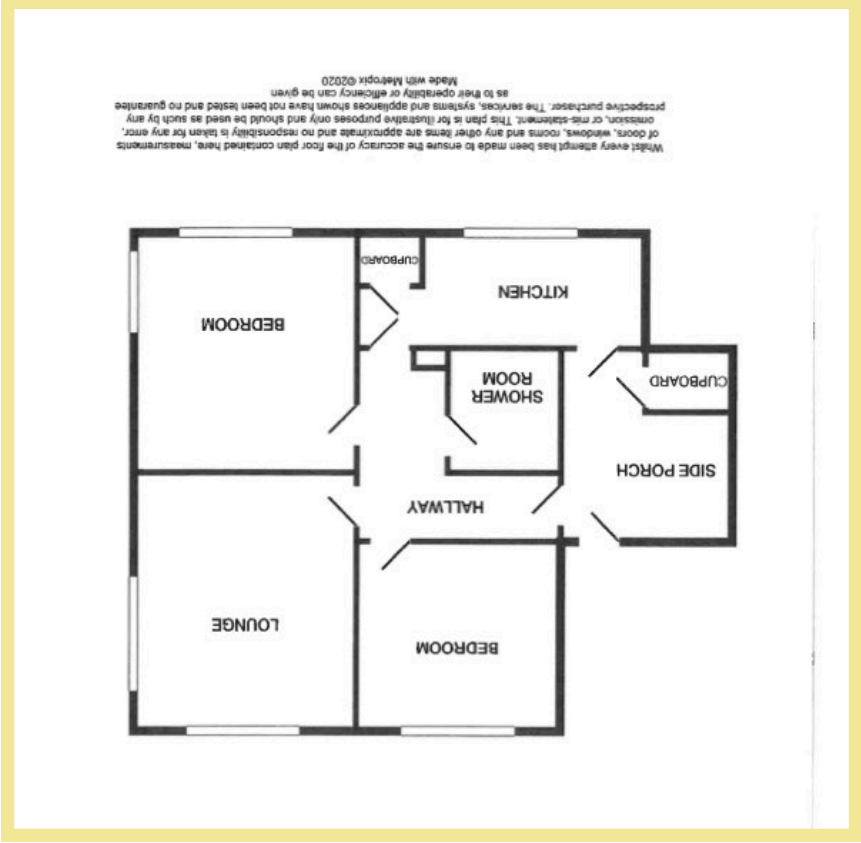 BEDROOM
LOUNGE
HALLWAY
SIDE PORCH
SHOWER
ROOM
CUPBOARD
BEDROOM
KITCHEN
CUPBOARD
Whilst every attempt has been made to ensure the accuracy of the floor plan contained here, measurements
of doors, windows, rooms and any other items are approximate and no responsibility is taken for any error,
omission, or mis-statement. This plan is for illustrative purposes only and should be used as such by any
prospective purchaser. The services, systems and appliances shown have not been tested and no guarantee
as to their operability or efficiency can be given
Made with Metropix ©2020